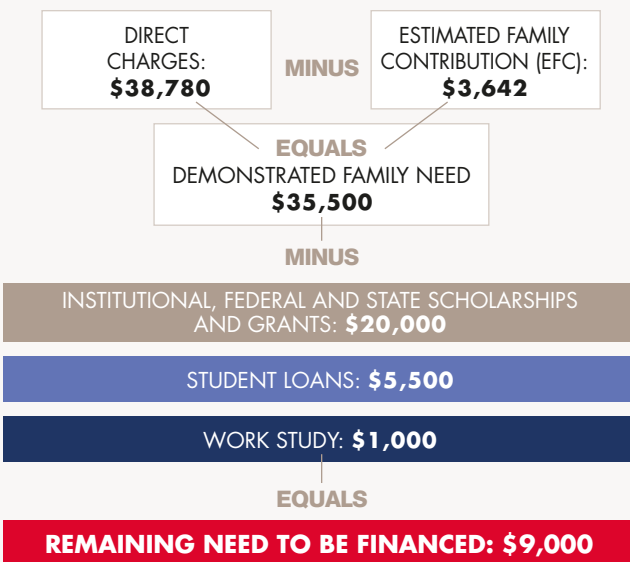 DIRECT
CHARGES:
$38,780
MINUS
ESTIMATED FAMILY
CONTRIBUTION (EFC):
$3,642
EQUALS
DEMONSTRATED FAMILY NEED
$35,500
MINUS
INSTITUTIONAL, FEDERAL AND STATE SCHOLARSHIPS
AND GRANTS: $20,000
STUDENT LOANS: $5,500
WORK STUDY: $1,000
EQUALS
REMAINING NEED TO BE FINANCED: $9,000